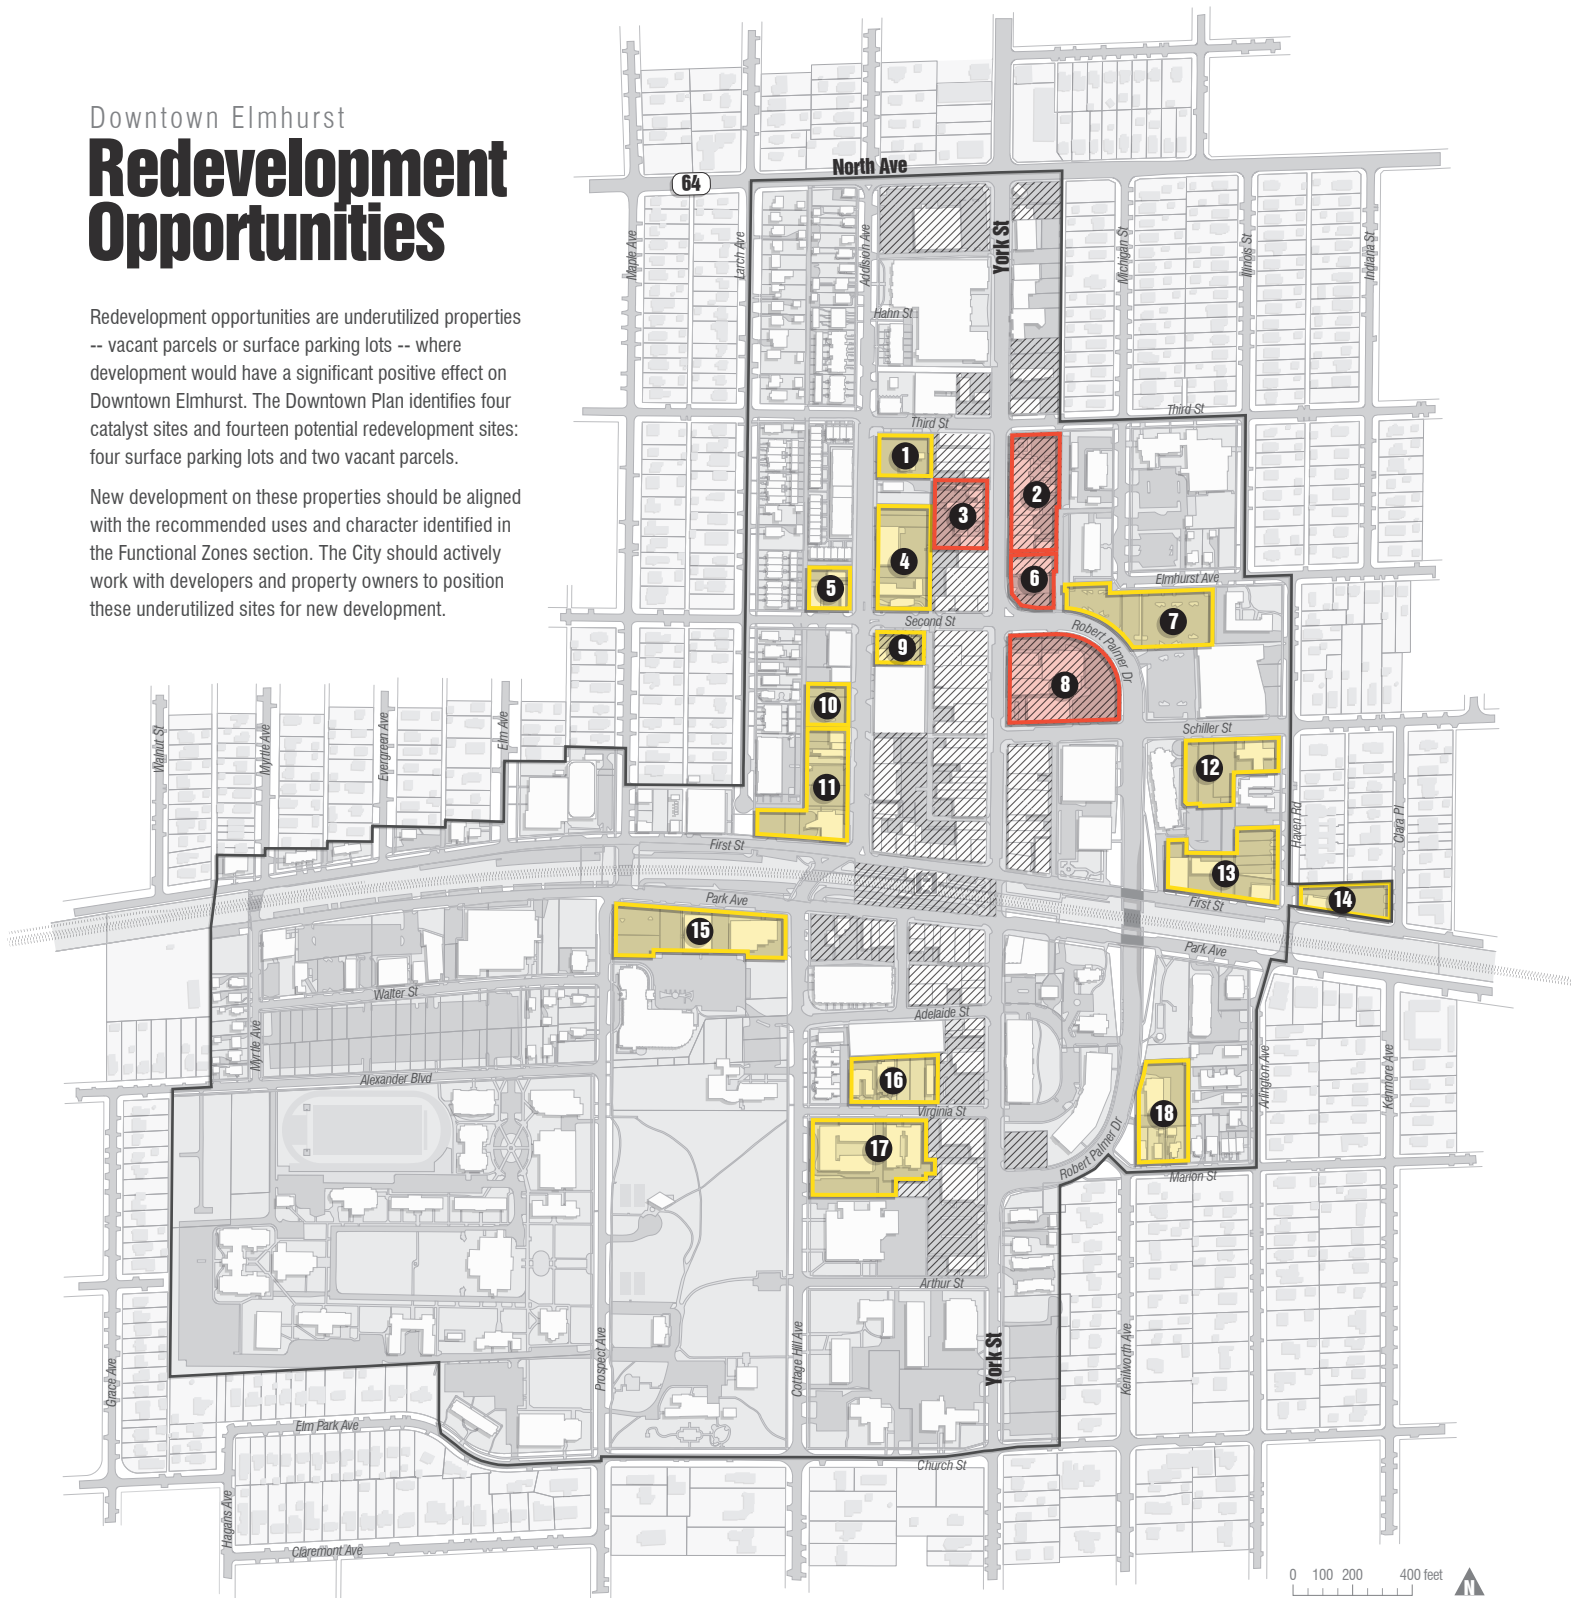 Downtown Elmhurst
Redevelopment
Opportunities
Redevelopment opportunities are underutilized properties
-- vacant parcels or surface parking lots -- where
development would have a significant positive effect on
Downtown Elmhurst. The Downtown Plan identifies four
catalyst sites and fourteen potential redevelopment sites:
four surface parking lots and two vacant parcels.
New development on these properties should be aligned
with the recommended uses and character identified in
the Functional Zones section. The City should actively
work with developers and property owners to position
these underutilized sites for new development.
North Ave
64
Maple Ave
Larch Ave
Addision Ave
York St
Michigan St
Illinois St
Indiana St
Hahn St
Third St
Third St
1
2
3
4
5
6
Elmhurst Ave
7
Second St
Robert Palmer Dr
9
8
10
Schiller St
Walnut St
Myrtle Ave
Evergreen Ave
Elm Ave
12
11
Haven Rd
Clara Pl
First St
13
14
First St
Park Ave
15
Park Ave
Walter St
Adelaide St
Myrtle Ave
Alexander Blvd
16
Arlington Ave
Kenmore Ave
Virginia St
18
17
Robert Palmer Dr
Marion St
Arthur St
Grace Ave
Prospect Ave
Cottage Hill Ave
York St
Kenilworth Ave
Elm Park Ave
Church St
Hagans Ave
Claremont Ave
0 100 200 400 feet
N